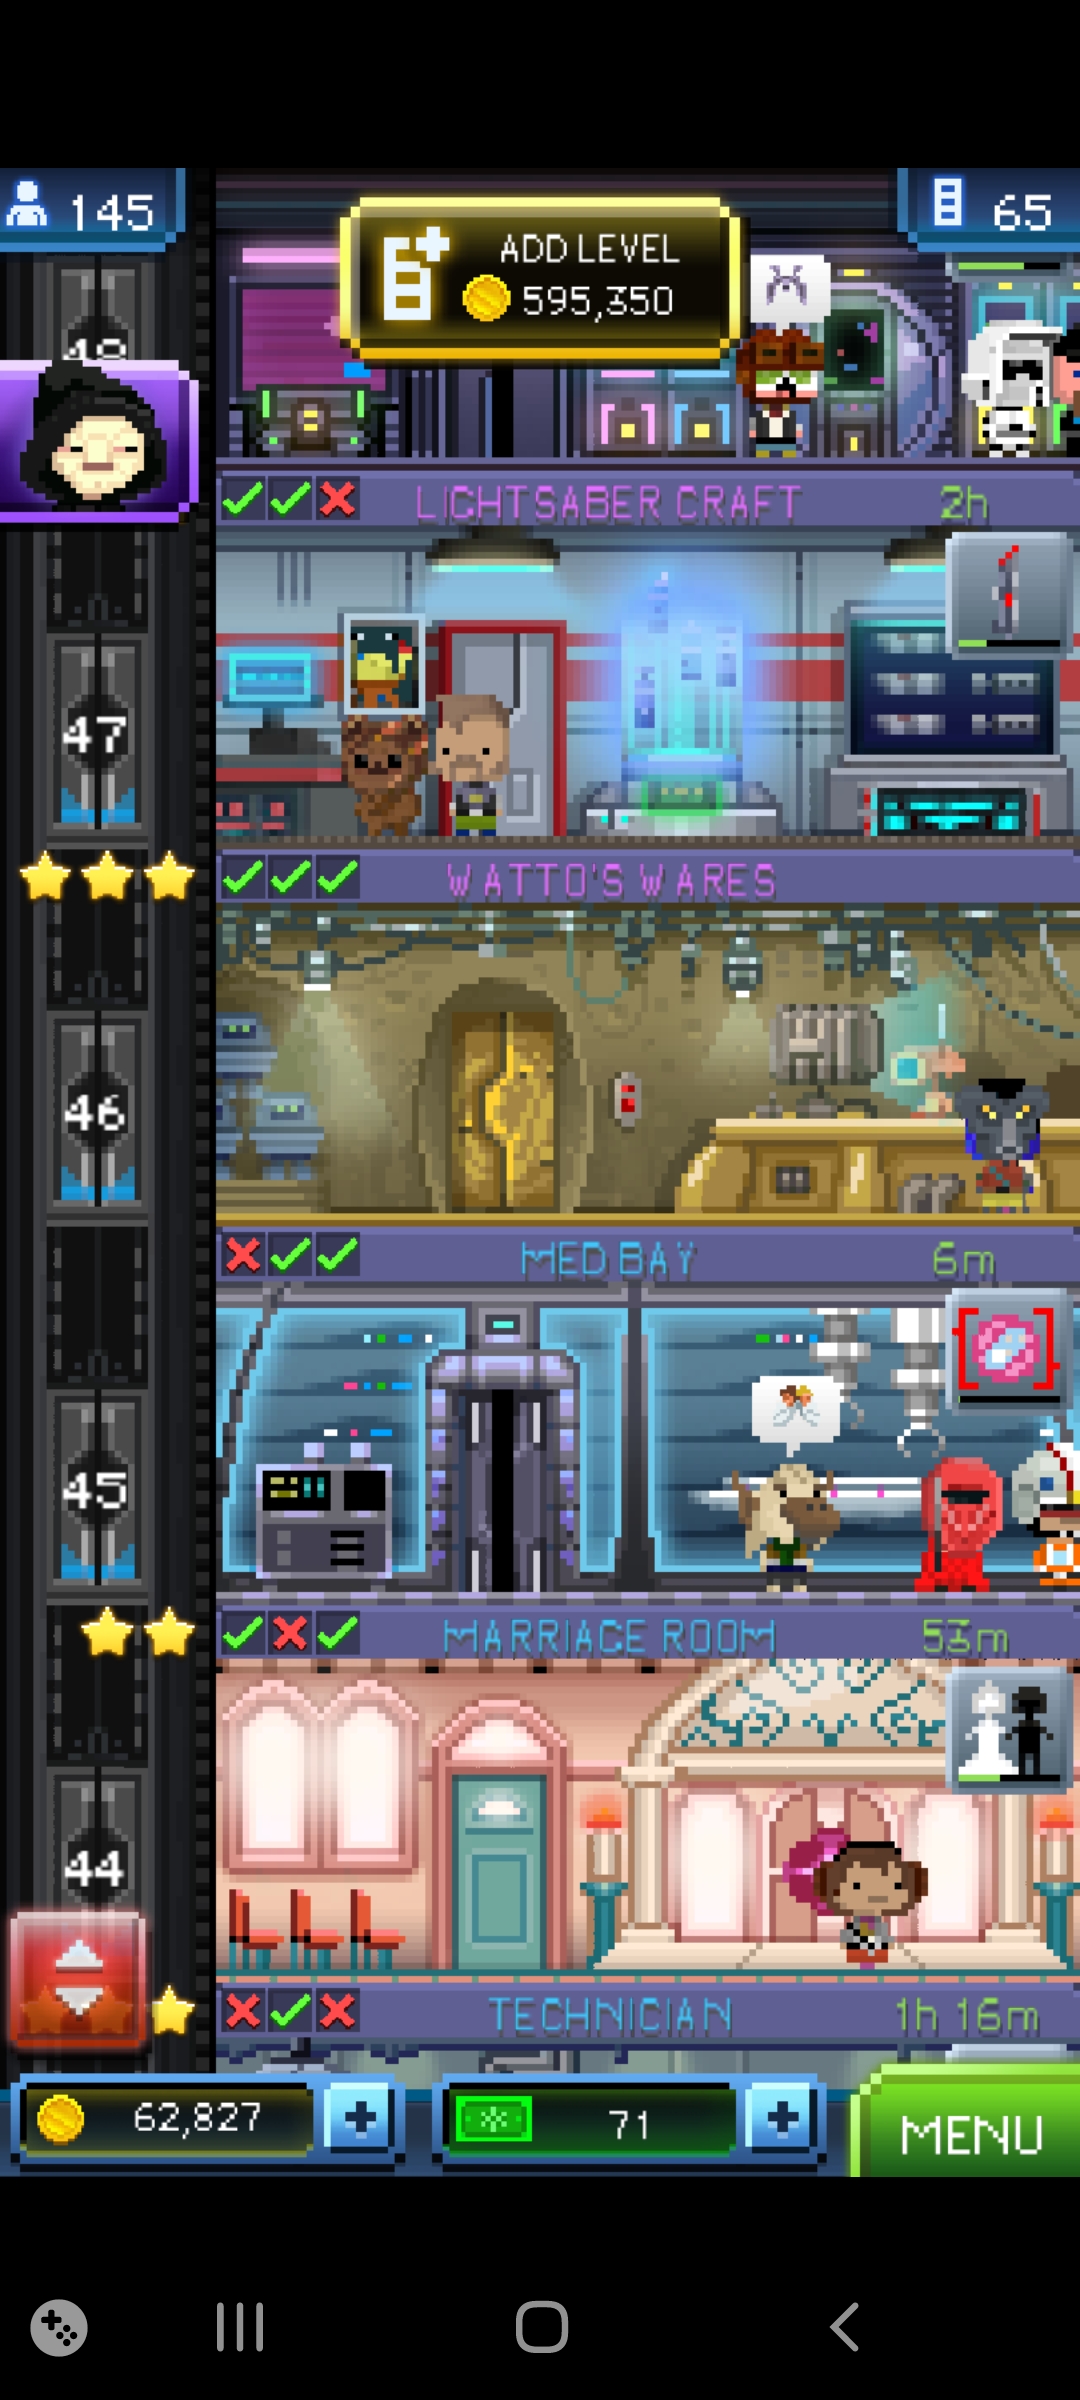 145
ADD LEVEL
595,350
65
LIGHTSABER CRAFT
2h
47
WATTO'S WARES
46
MED BAY
6m
45
MARRIAGE ROOM
53m
44
TECHNICIAN
1h 16m
62,827
71
MENU